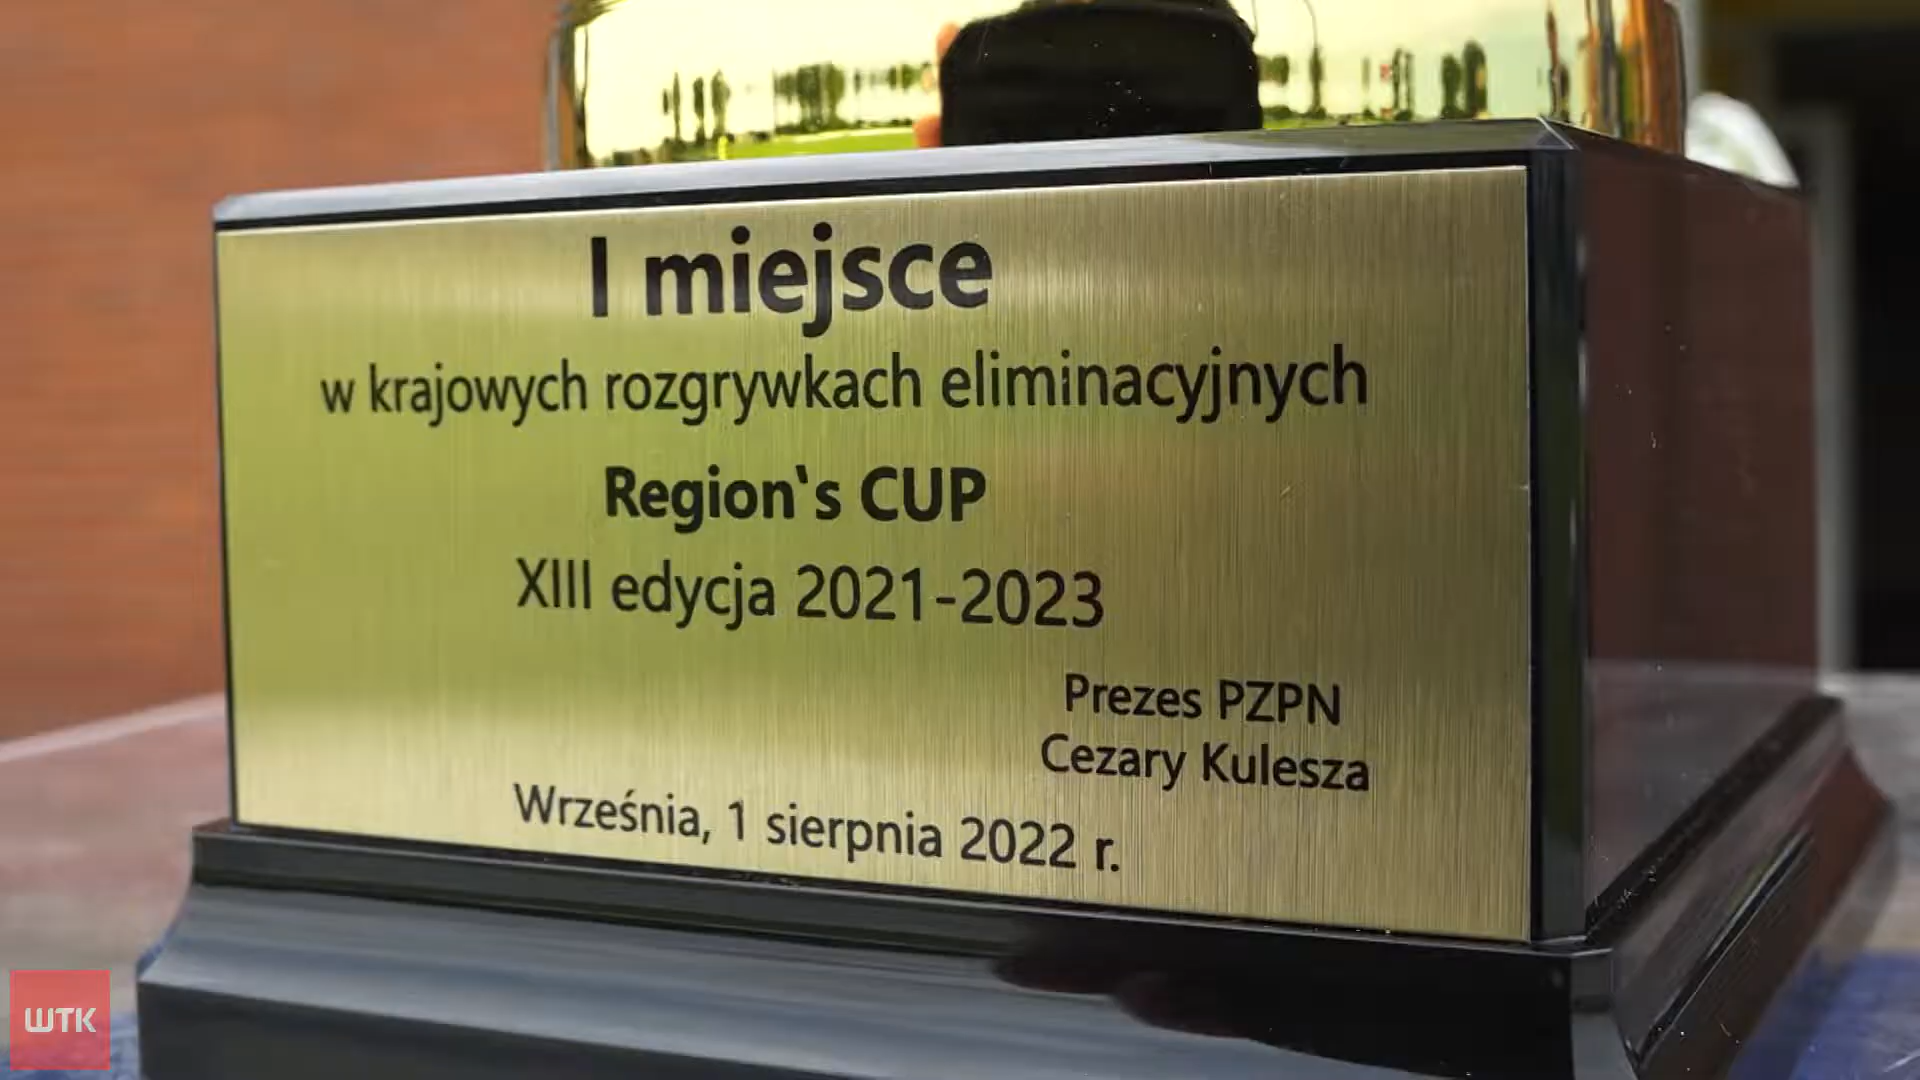 I miejsce
w krajowych rozgrywkach eliminacyjnych
Region's CUP
XIII edycja 2021-2023
Prezes PZPN
Cezary Kulesza
Września, 1 sierpnia 2022 r.
WTK